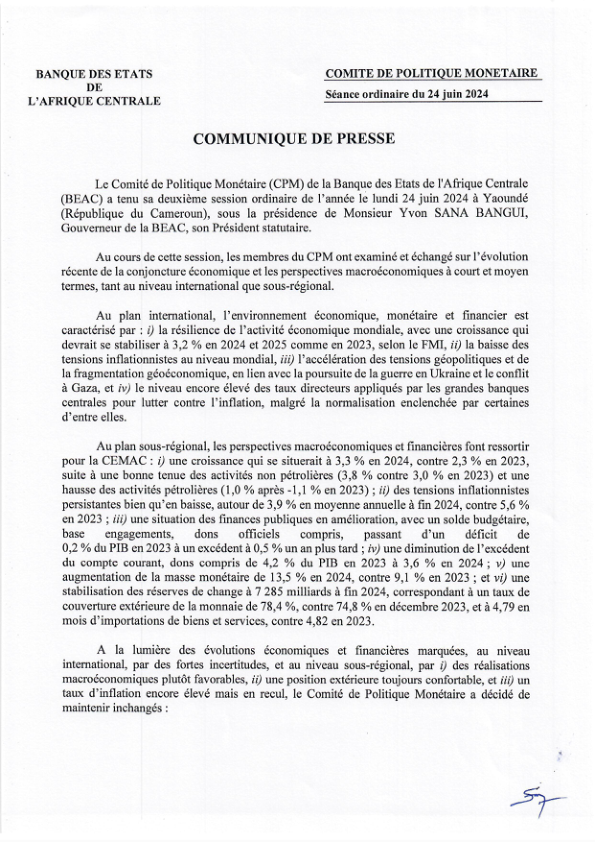 BANQUE DES ETATS
DE
L'AFRIQUE CENTRALE
COMITE DE POLITIQUE MONETAIRE
Séance ordinaire du 24 juin 2024
COMMUNIQUE DE PRESSE
Le Comité de Politique Monétaire (CPM) de la Banque des Etats de l'Afrique Centrale
(BEAC) a tenu sa deuxième session ordinaire de l'année le lundi 24 juin 2024 à Yaoundé
(République du Cameroun), sous la présidence de Monsieur Yvon SANA BANGUI,
Gouverneur de la BEAC, son Président statutaire.
Au cours de cette session, les membres du CPM ont examiné et échangé sur l'évolution
récente de la conjoncture économique et les perspectives macroéconomiques à court et moyen
termes, tant au niveau international que sous-régional.
Au plan international, l'environnement économique, monétaire et financier est
caractérisé par : i) la résilience de l'activité économique mondiale, avec une croissance qui
devrait se stabiliser à 3,2 % en 2024 et 2025 comme en 2023, selon le FMI, ii) la baisse des
tensions inflationnistes au niveau mondial, iii) l'accélération des tensions géopolitiques et de
la fragmentation géoéconomique, en lien avec la poursuite de la guerre en Ukraine et le conflit
à Gaza, et iv) le niveau encore élevé des taux directeurs appliqués par les grandes banques
centrales pour lutter contre l'inflation, malgré la normalisation enclenchée par certaines
d'entre elles.
Au plan sous-régional, les perspectives macroéconomiques et financières font ressortir
pour la CEMAC : i) une croissance qui se situerait à 3,3 % en 2024, contre 2,3 % en 2023,
suite à une bonne tenue des activités non pétrolières (3,8 % contre 3,0 % en 2023) et une
hausse des activités pétrolières (1,0 % après -1,1 % en 2023) ; ii) des tensions inflationnistes
persistantes bien qu'en baisse, autour de 3,9 % en moyenne annuelle à fin 2024, contre 5,6 %
en 2023 ; iii) une situation des finances publiques en amélioration, avec un solde budgétaire,
base engagements, dons officiels compris, passant d'un déficit de
0,2 % du PIB en 2023 à un excédent à 0,5 % un an plus tard ; iv) une diminution de l'excédent
du compte courant, dons compris de 4,2 % du PIB en 2023 à 3,6 % en 2024 ; v) une
augmentation de la masse monétaire de 13,5 % en 2024, contre 9,1 % en 2023 ; et vi) une
stabilisation des réserves de change à 7 285 milliards à fin 2024, correspondant à un taux de
couverture extérieure de la monnaie de 78,4 %, contre 74,8 % en décembre 2023, et à 4,79 en
mois d'importations de biens et services, contre 4,82 en 2023.
A la lumière des évolutions économiques et financières marquées, au niveau
international, par des fortes incertitudes, et au niveau sous-régional, par i) des réalisations
macroéconomiques plutôt favorables, ii) une position extérieure toujours confortable, et iii) un
taux d'inflation encore élevé mais en recul, le Comité de Politique Monétaire a décidé de
maintenir inchangés :